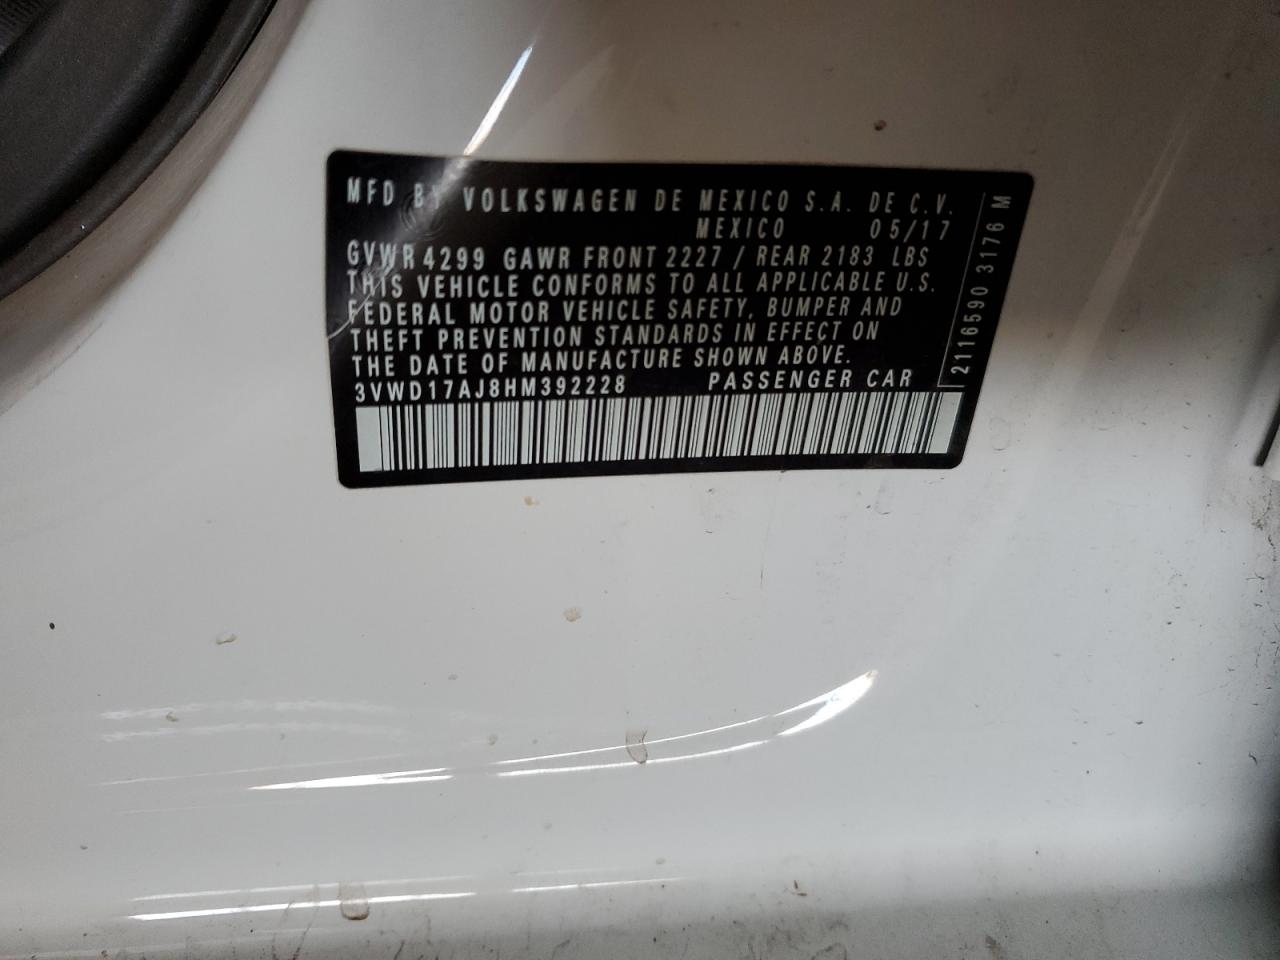 MFD BY VOLKSWAGEN DE MEXICO S.A. DE C.V.
MEXICO 05/17
GVWR 4299 GAWR FRONT 2227 / REAR 2183 LBS
THIS VEHICLE CONFORMS TO ALL APPLICABLE U.S.
FEDERAL MOTOR VEHICLE SAFETY, BUMPER AND
THEFT PREVENTION STANDARDS IN EFFECT ON
THE DATE OF MANUFACTURE SHOWN ABOVE.
3VWD17AJ8HM392228 PASSENGER CAR
2116590 3176 M